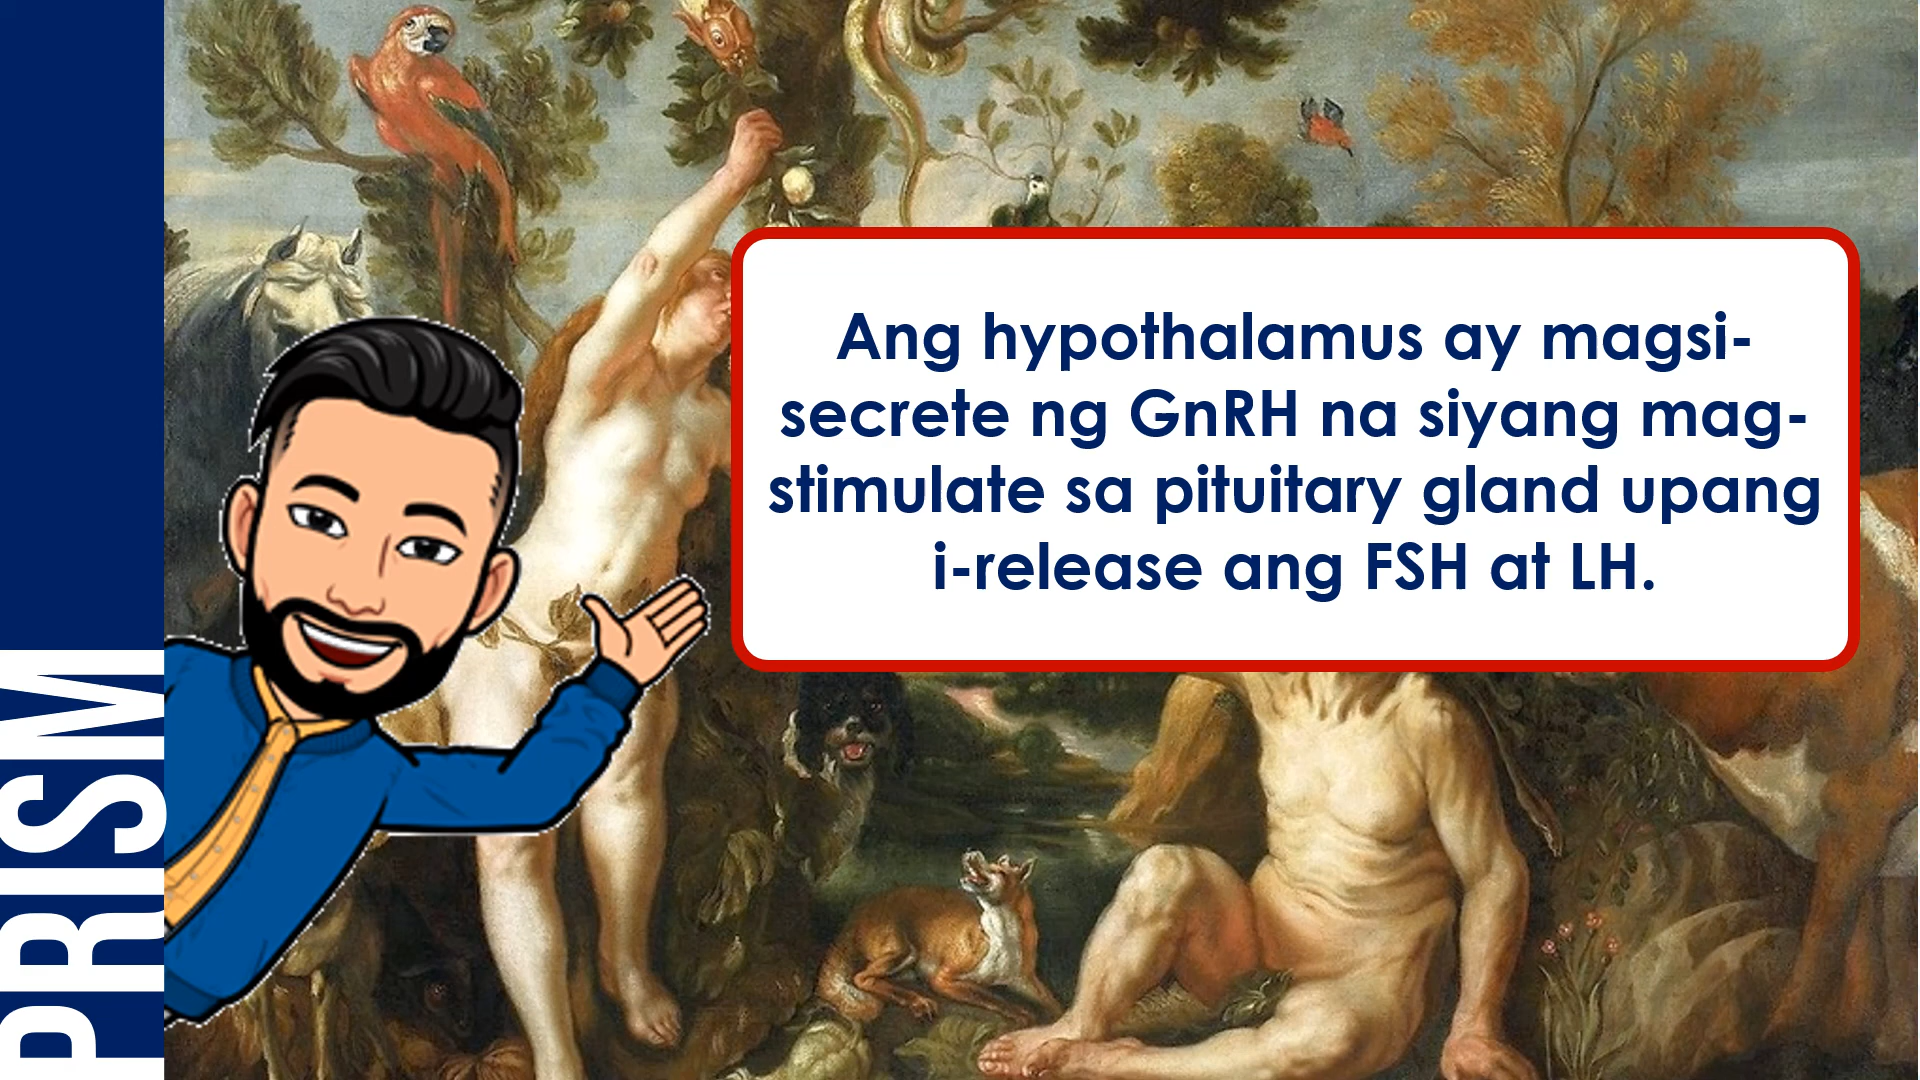 Ang hypothalamus ay magsi-
secrete ng GnRH na siyang mag-
stimulate sa pituitary gland upang
i-release ang FSH at LH.
PRISM